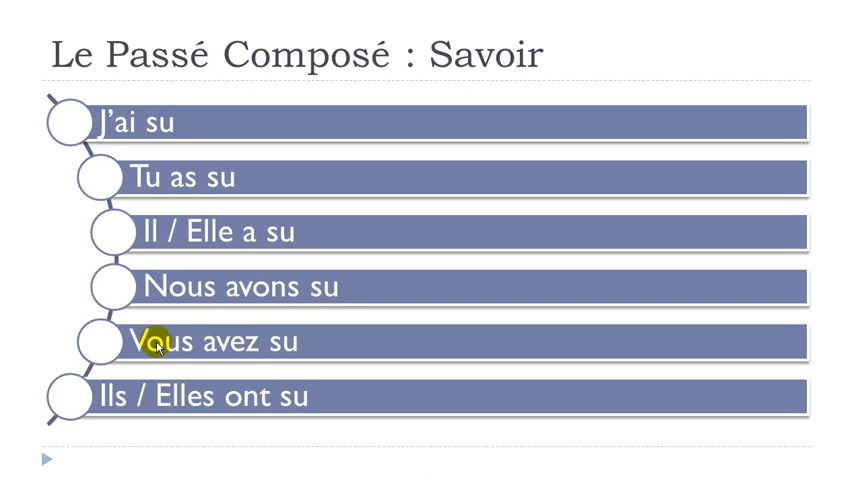 Le Passé Composé : Savoir
J’ai su
Tu as su
Il / Elle a su
Nous avons su
Vous avez su
Ils / Elles ont su